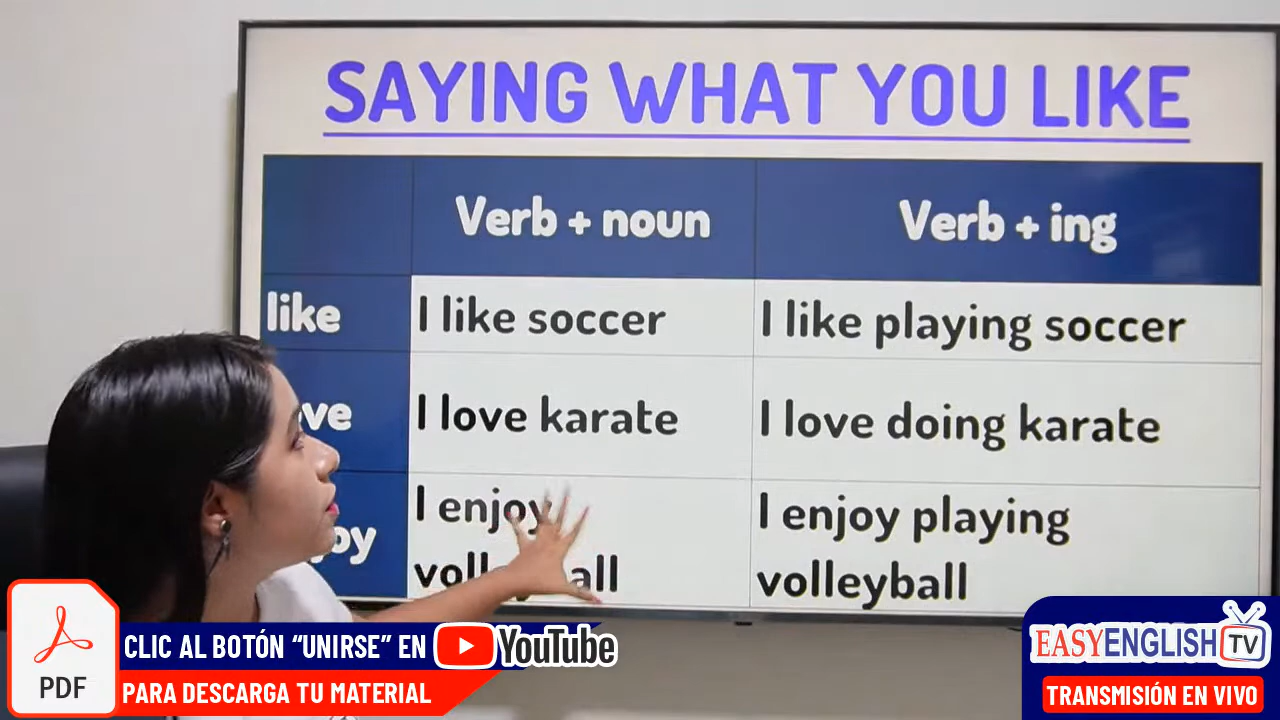 SAYING WHAT YOU LIKE
Verb + noun
Verb + ing
like
I like soccer
I like playing soccer
I love karate
I love doing karate
I enjoy
I enjoy playing
volleyball
PDF
CLIC AL BOTÓN “UNIRSE” EN YouTube
PARA DESCARGA TU MATERIAL
EASYENGLISH TV
TRANSMISIÓN EN VIVO